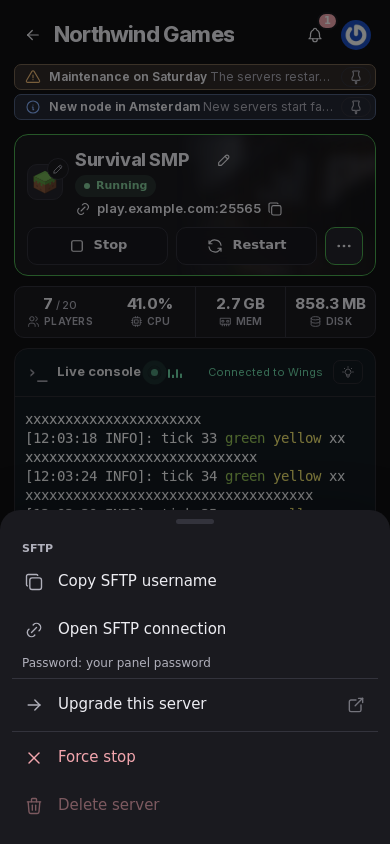 Northwind Games
1
Maintenance on Saturday The servers restar...
New node in Amsterdam New servers start fa...
Survival SMP
Running
play.example.com:25565
Stop
Restart
7 / 20
41.0%
2.7 GB
858.3 MB
PLAYERS
CPU
MEM
DISK
Live console
Connected to Wings
xxxxxxxxxxxxxxxxxxxxxx
[12:03:18 INFO]: tick 33 green yellow xx
xxxxxxxxxxxxxxxxxxxxxxxxxxxxx
[12:03:24 INFO]: tick 34 green yellow xx
xxxxxxxxxxxxxxxxxxxxxxxxxxxxxxxxxxxx
SFTP
Copy SFTP username
Open SFTP connection
Password: your panel password
Upgrade this server
Force stop
Delete server